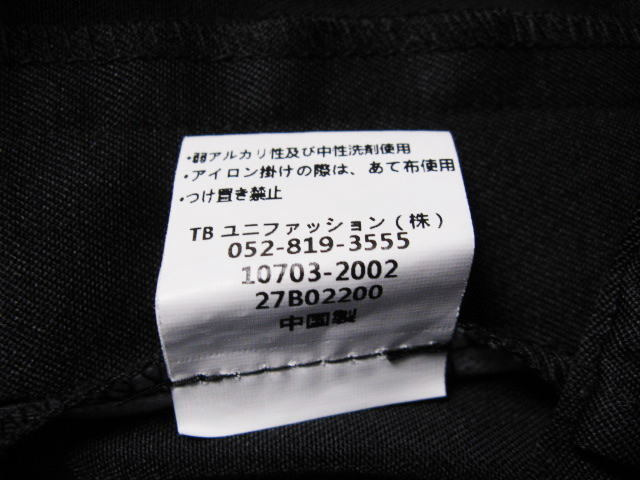 ・弱アルカリ性及び中性洗剤使用
・アイロン掛けの際は、あて布使用
・つけ置き禁止
TB ユニファッション(株)
052-819-3555
10703-2002
27B02200
中国製